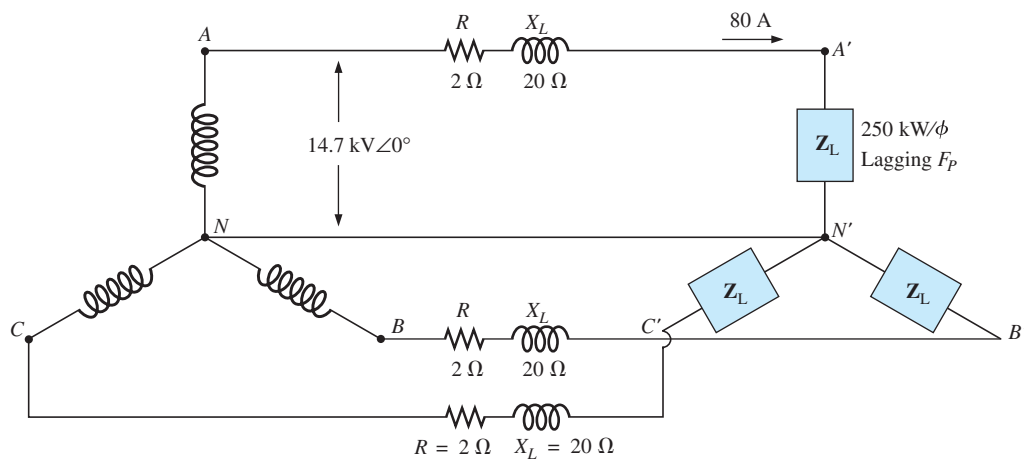 A
R
X_L
80 A
A′
2 Ω
20 Ω
14.7 kV∠0°
Z_L
250 kW/ϕ
Lagging F_P
N
N′
Z_L
Z_L
C
B
R
X_L
C′
B
2 Ω
20 Ω
R = 2 Ω
X_L = 20 Ω